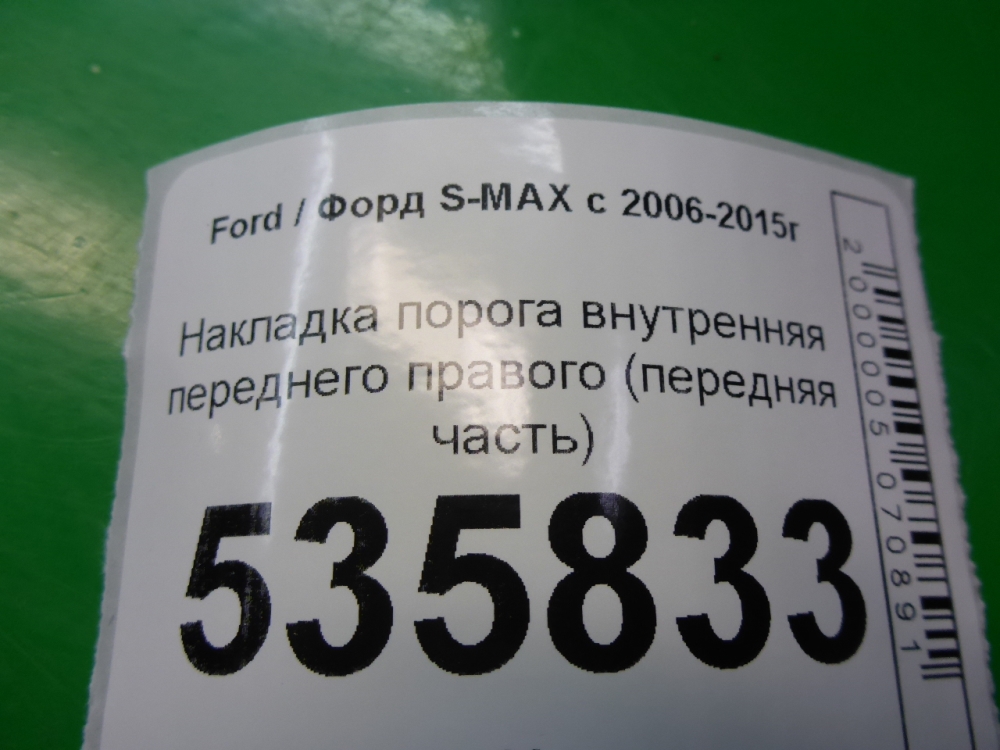 Ford / Форд S-MAX с 2006-2015г
Накладка порога внутренняя
переднего правого (передняя
часть)
535833
2000005070891